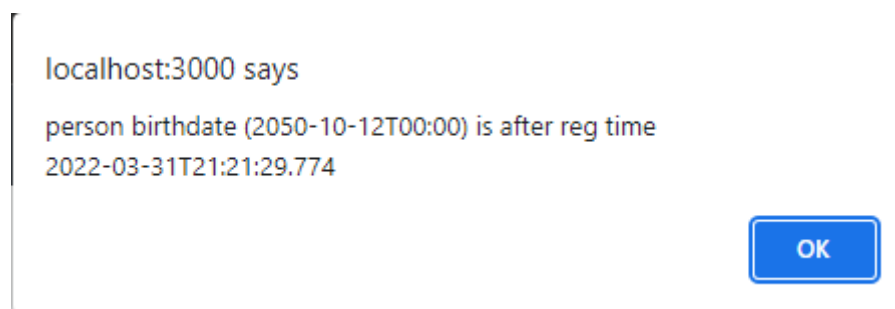 localhost:3000 says
person birthdate (2050-10-12T00:00) is after reg time
2022-03-31T21:21:29.774
OK